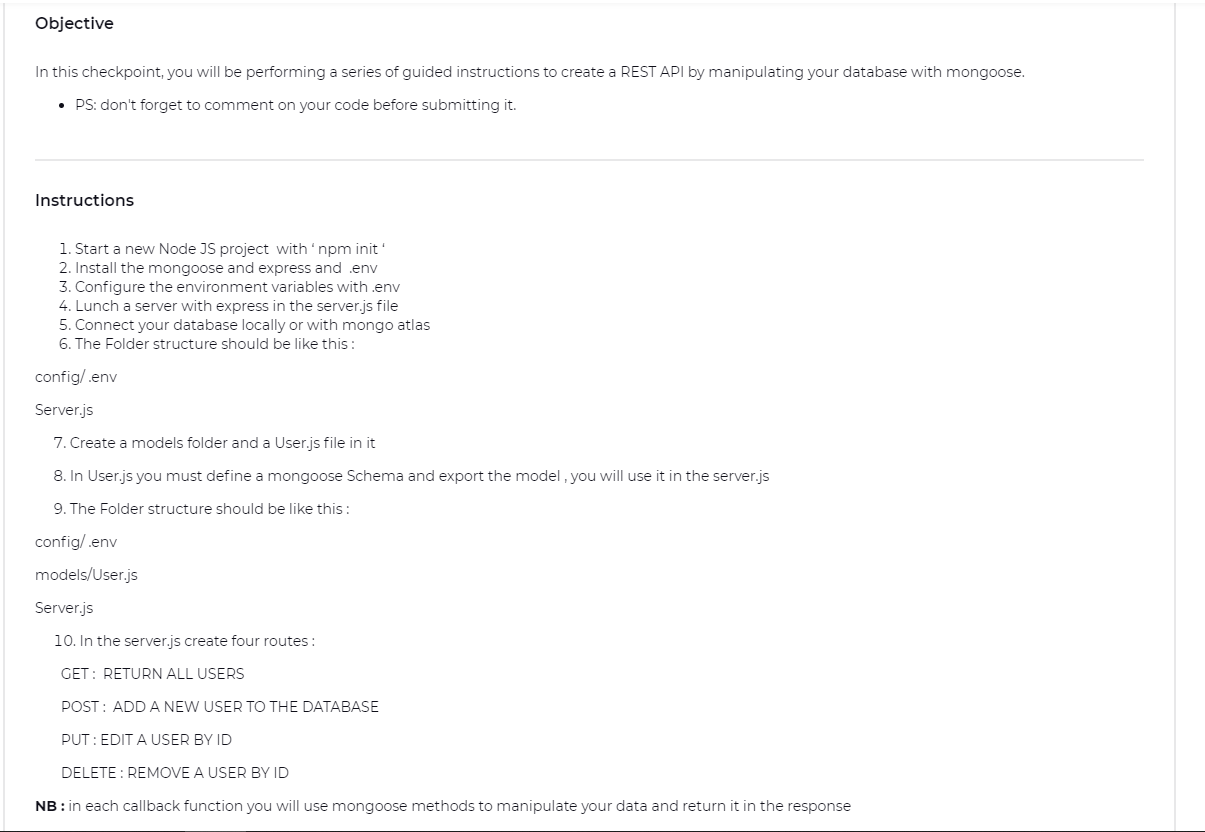 Objective
In this checkpoint, you will be performing a series of guided instructions to create a REST API by manipulating your database with mongoose.
• PS: don't forget to comment on your code before submitting it.
Instructions
1. Start a new Node JS project with ‘ npm init ‘
2. Install the mongoose and express and .env
3. Configure the environment variables with .env
4. Lunch a server with express in the server.js file
5. Connect your database locally or with mongo atlas
6. The Folder structure should be like this :
config/ .env
Server.js
7. Create a models folder and a User.js file in it
8. In User.js you must define a mongoose Schema and export the model , you will use it in the server.js
9. The Folder structure should be like this :
config/ .env
models/User.js
Server.js
10. In the server.js create four routes :
GET : RETURN ALL USERS
POST : ADD A NEW USER TO THE DATABASE
PUT : EDIT A USER BY ID
DELETE : REMOVE A USER BY ID
NB : in each callback function you will use mongoose methods to manipulate your data and return it in the response